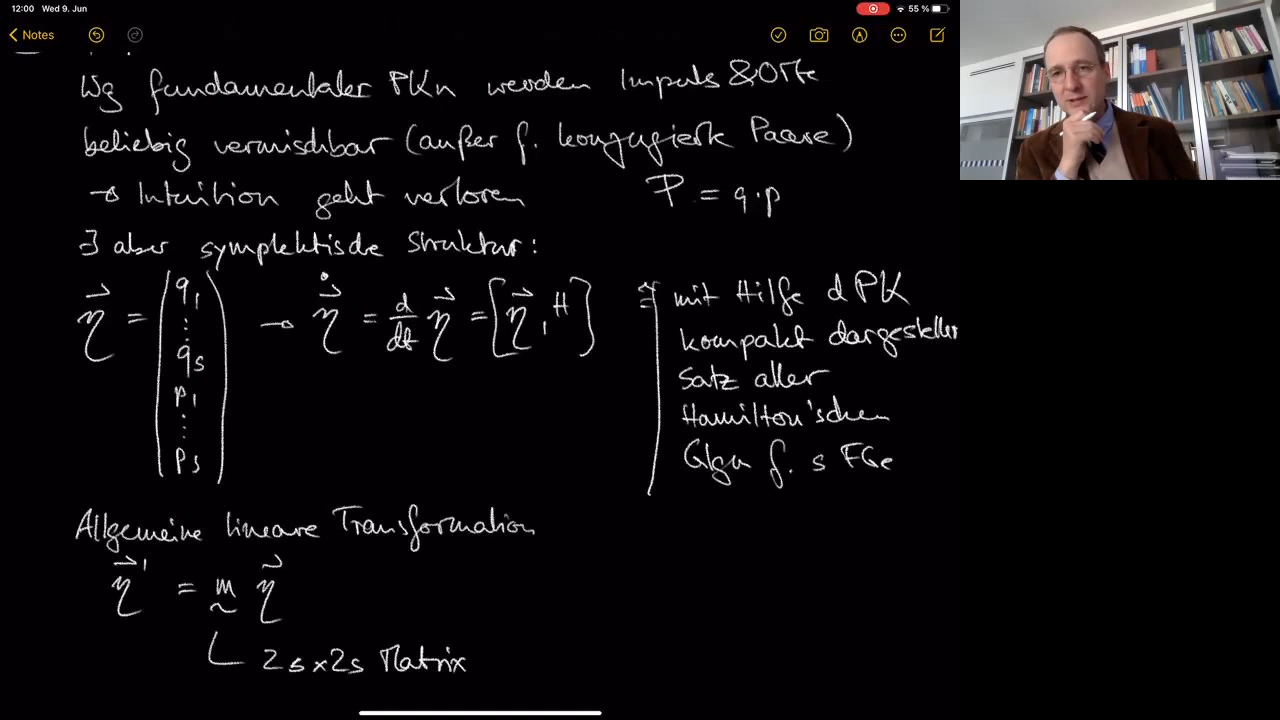 12:00 Wed 9. Jun
55 %
Notes
Wg fundamentaler PKn werden Impuls & Orte
beliebig vermischbar (außer f. konjugierte Paare)
→ Intuition geht verloren P = q·p
∃ aber symplektische Struktur:
η⃗ = (q₁ ⋮ qₛ p₁ ⋮ pₛ) → η⃗̇ = d/dt η⃗ = [η⃗, H]
≙ mit Hilfe d PK
kompakt dargesteller
Satz aller
Hamilton'schen
Glgn f. s FGe
Allgemeine lineare Transformation
η⃗' = m η⃗
2s×2s Matrix